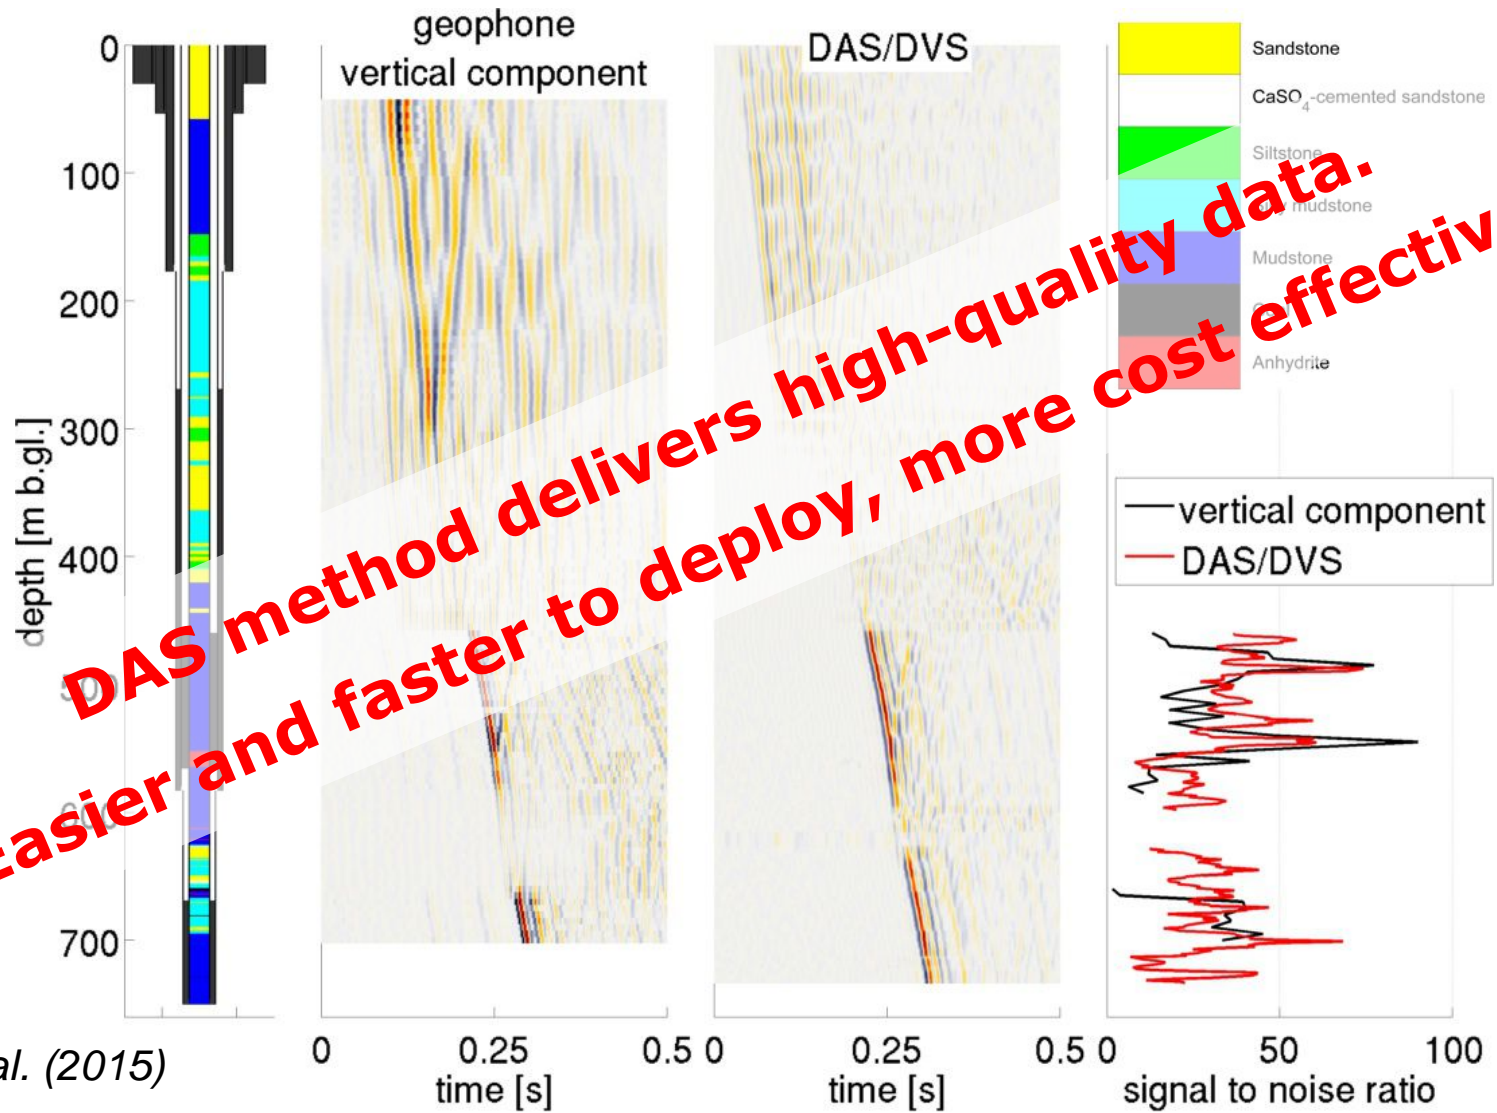 geophone
vertical component
DAS/DVS
Sandstone
CaSO4-cemented sandstone
Siltstone
mudstone
Mudstone
Anhydrite
DAS method delivers high-quality data.
easier and faster to deploy, more cost
depth [m b.gl.]
0
100
200
300
400
500
600
700
vertical component
DAS/DVS
0 0.25 0.5
time [s]
0 0.25 0.5
time [s]
0 50 100
signal to noise ratio
al. (2015)